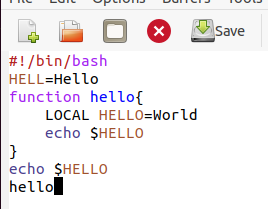 Save
#!/bin/bash
HELL=Hello
function hello{
    LOCAL HELLO=World
    echo $HELLO
}
echo $HELLO
hello